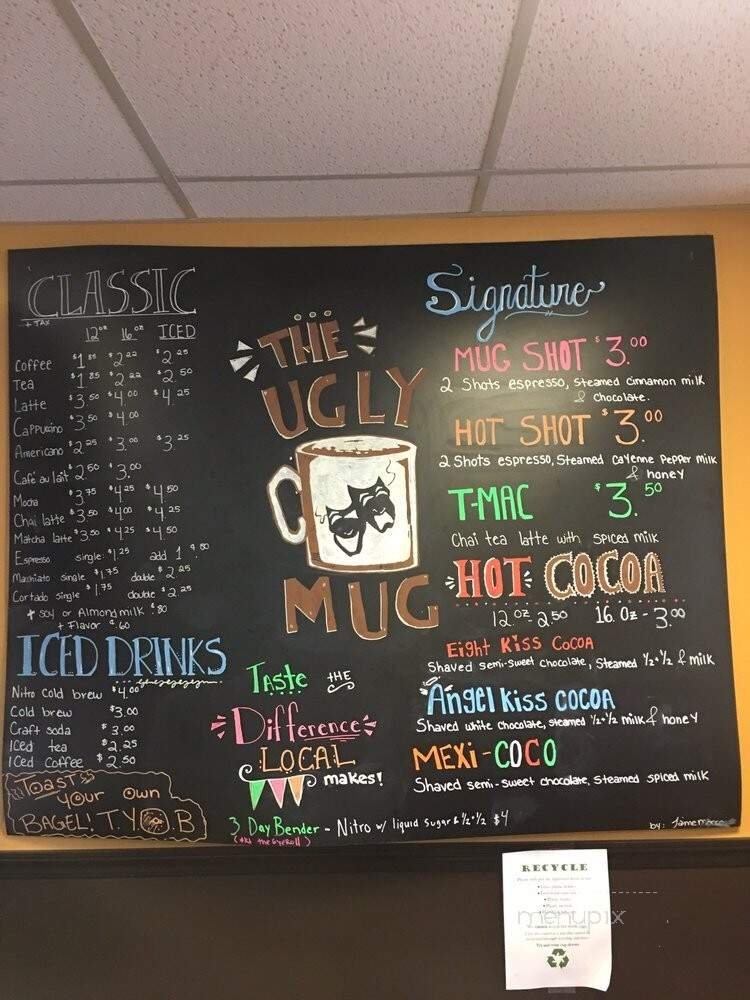 CLASSIC
+ TAX
12oz 16oz ICED
Coffee $1.85 $2.22 $2.25
Tea $1.85 $2.22 $2.50
Latte $3.50 $4.00 $4.25
Cappucino $3.50 $4.00
Americano $2.25 $3.00 $3.25
Café au lait $2.50 $3.00
Mocha $3.75 $4.25 $4.50
Chai latte $3.50 $4.00 $4.25
Matcha latte $3.50 $4.25 $4.50
Espresso single $1.25 add 1 $.50
Machiato single $1.75 double $2.25
Cortado single $1.75 double $2.25
+ soy or Almond milk $.80
+ Flavor $.60
ICED DRINKS
Nitro Cold brew $4.00
Cold brew $3.00
Craft soda $3.00
Iced tea $2.25
Iced Coffee $2.50
Toast
your own
BAGEL! T.Y.O.B
THE
UGLY
MUG
Taste THE
Difference
LOCAL
makes!
3 Day Bender - Nitro w/ liquid sugar & ½+½ $4
Signature
MUG SHOT $3.00
2 Shots espresso, Steamed cinnamon milk
& chocolate.
HOT SHOT $3.00
2 Shots espresso, Steamed cayenne pepper milk
& honey
T-MAC $3.50
Chai tea latte with spiced milk
HOT COCOA
12 oz - 2.50 16. oz - 3.00
Eight Kiss Cocoa
Shaved semi-sweet chocolate, Steamed ½+½ & milk
Angel kiss COCOA
Shaved white chocolate, steamed ½+½ milk & honey
MEXi-COCO
Shaved semi-sweet chocolate, Steamed spiced milk
by:
RECYCLE
menupix